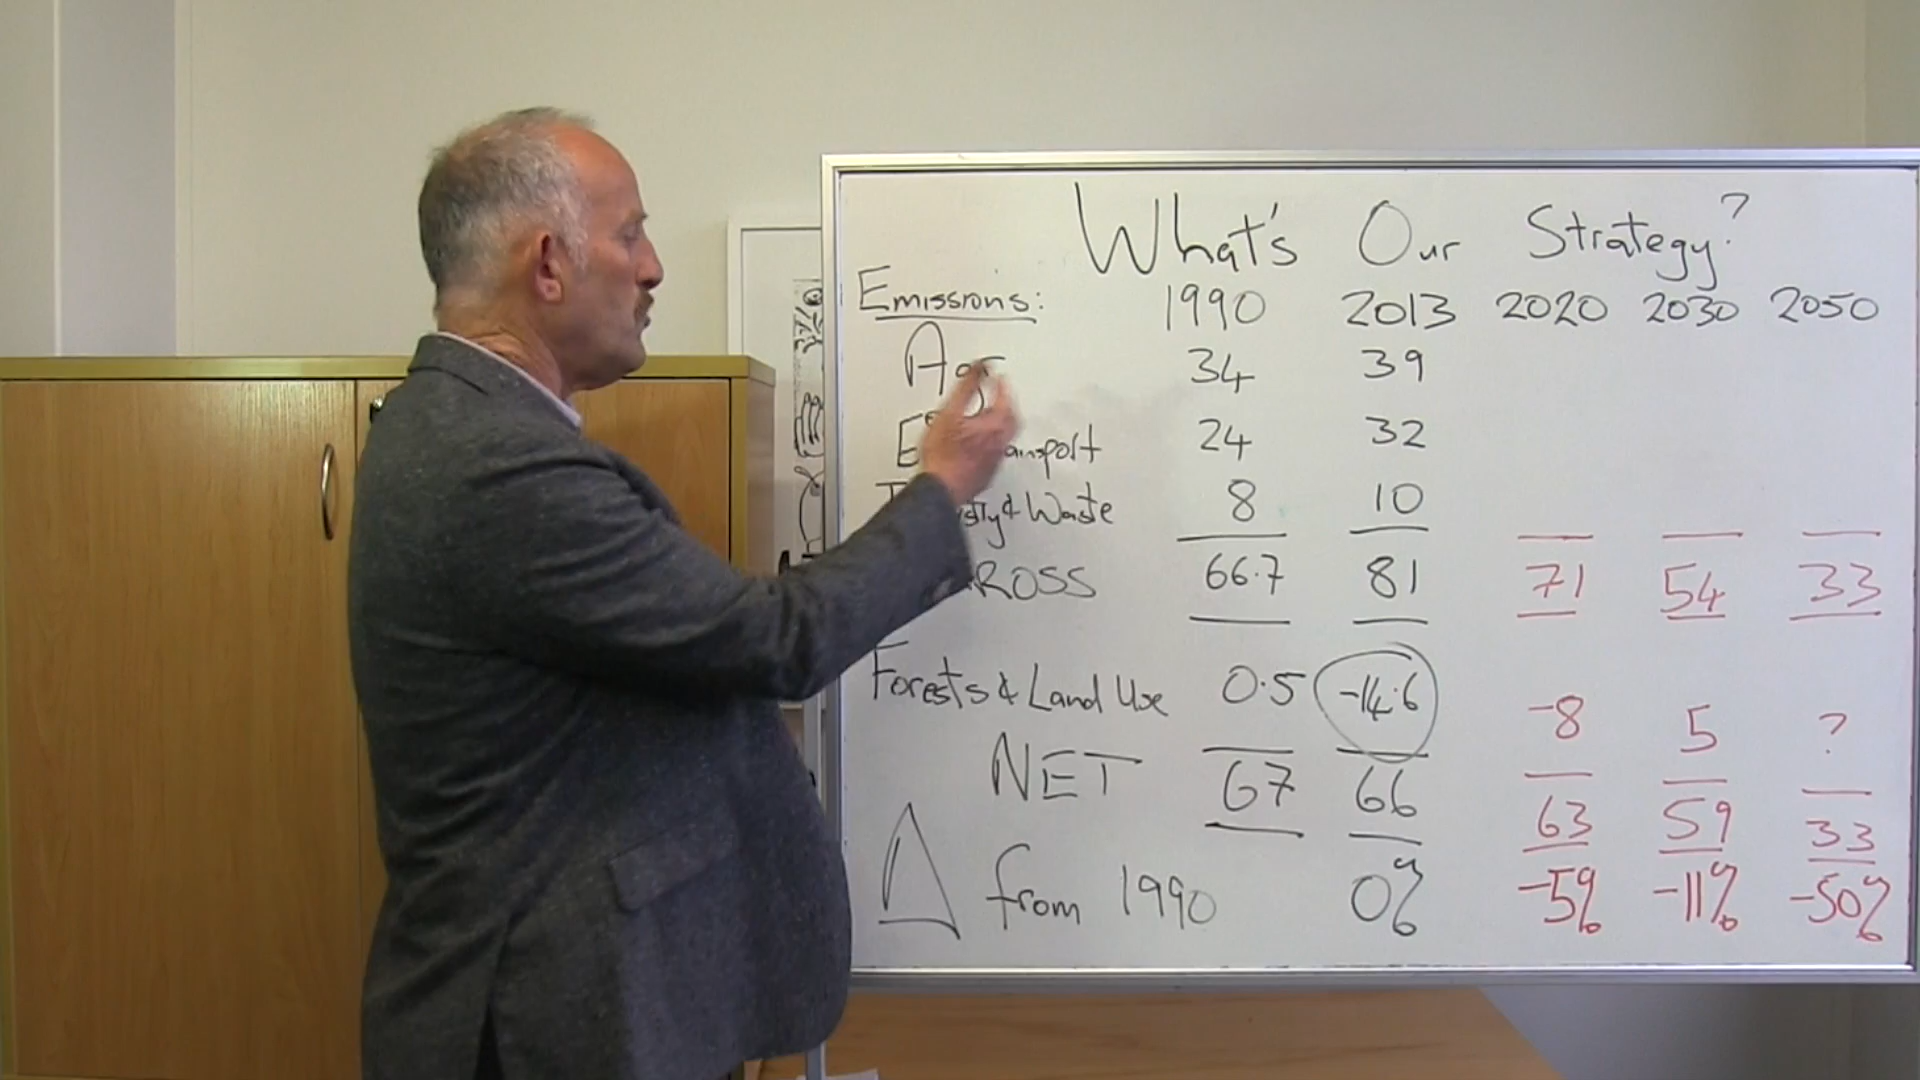 What's Our Strategy?
Emissions: 1990 2013 2020 2030 2050
Ag 34 39
24 32
& Waste 8 10
66.7 81 71 54 33
Forests & Land Use 0.5 -14.6 -8 5 ?
NET 67 66 63 59 33
Δ from 1990 0% -5% -11% -50%